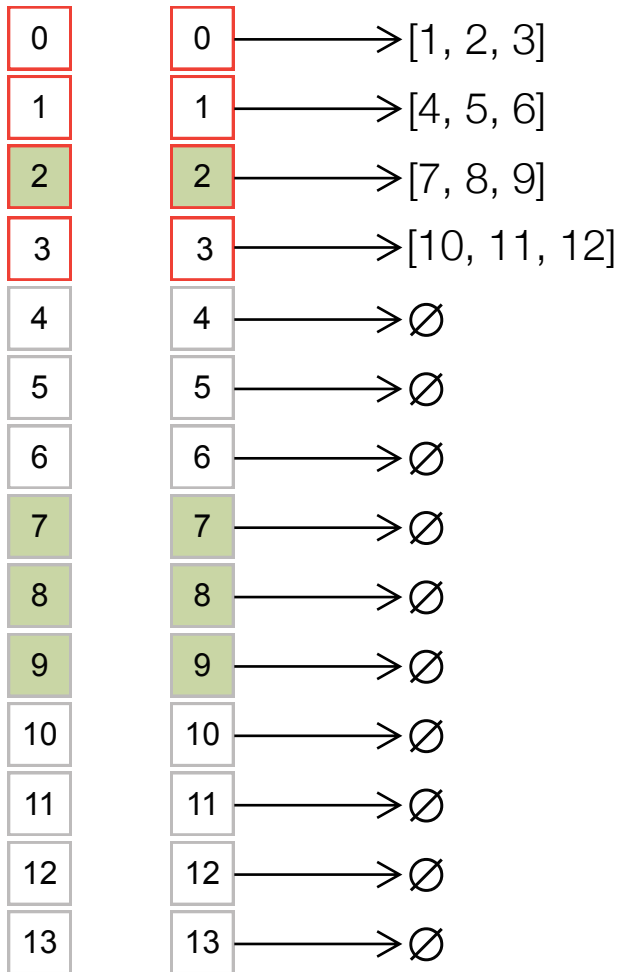 0 0 [1, 2, 3]
1 1 [4, 5, 6]
2 2 [7, 8, 9]
3 3 [10, 11, 12]
4 4 ∅
5 5 ∅
6 6 ∅
7 7 ∅
8 8 ∅
9 9 ∅
10 10 ∅
11 11 ∅
12 12 ∅
13 13 ∅